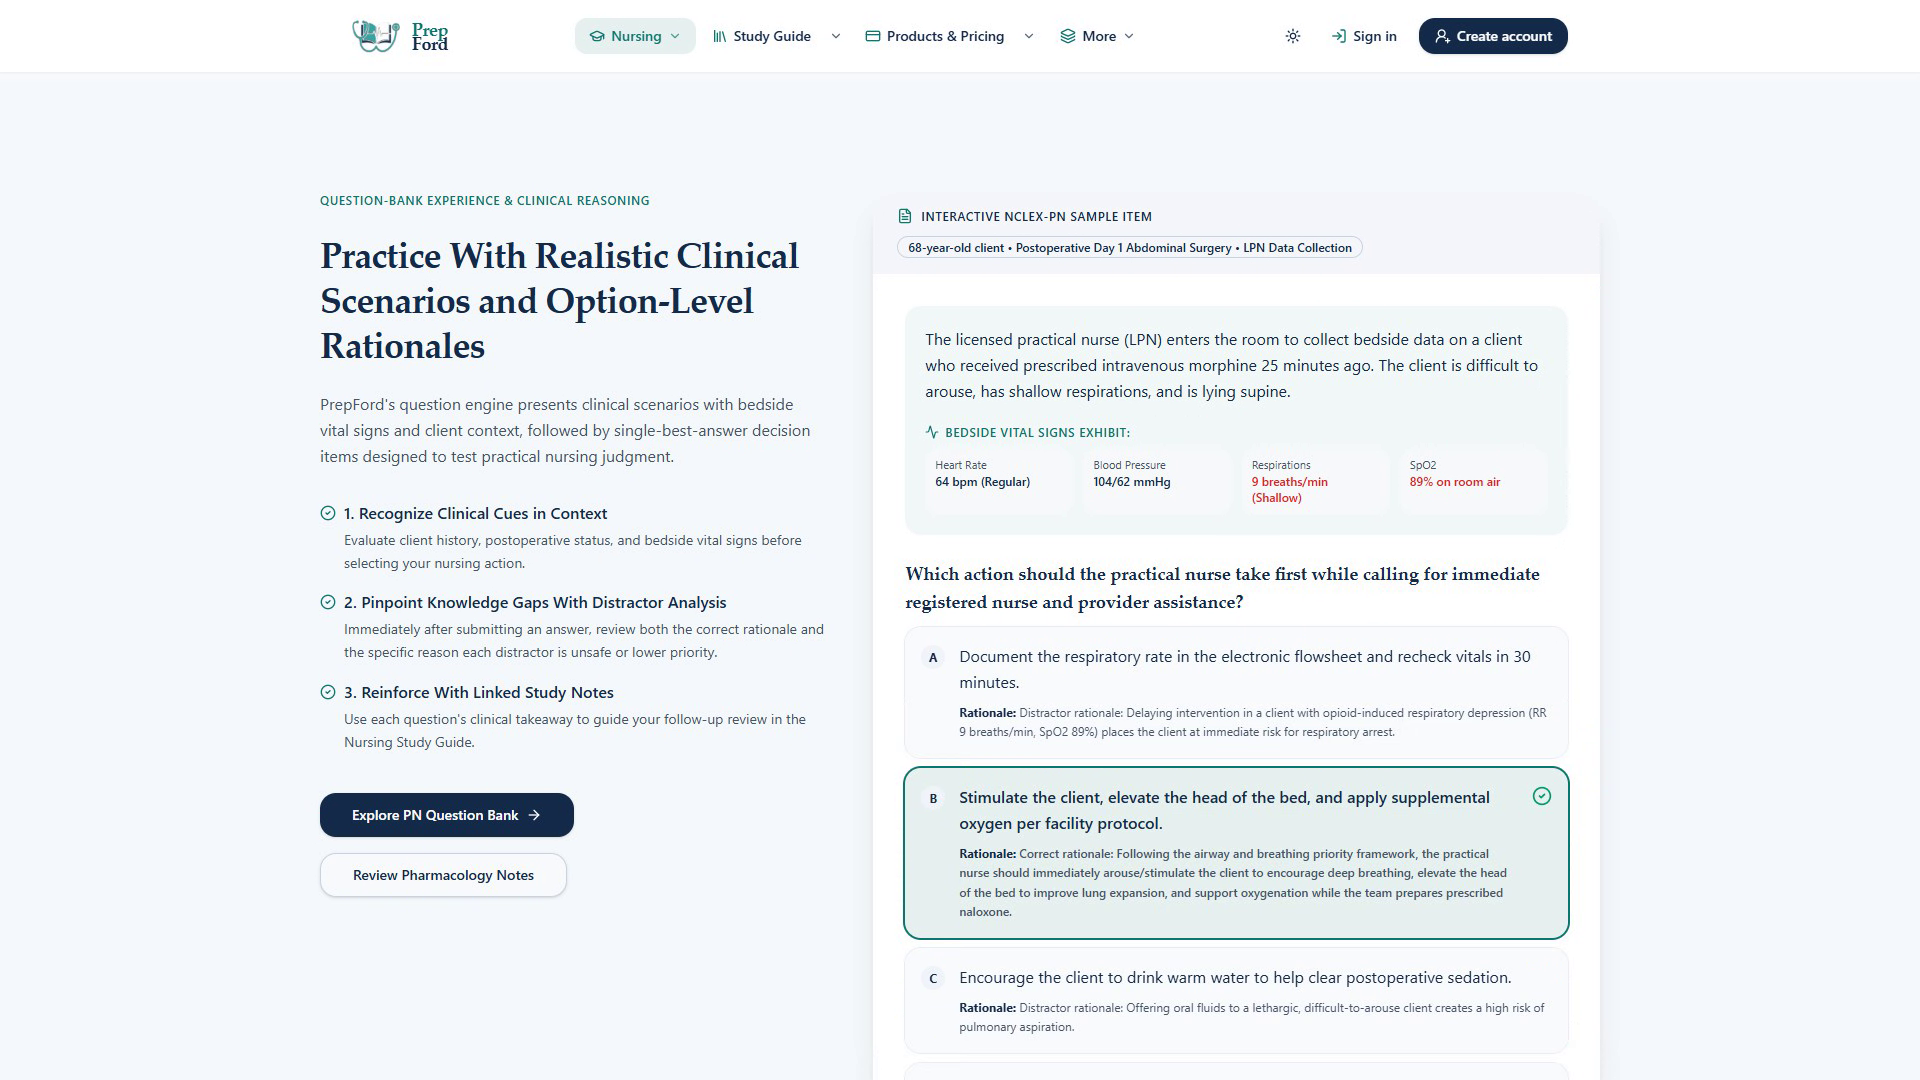 Prep
Ford
Nursing
Study Guide
Products & Pricing
More
Sign in
Create account
QUESTION-BANK EXPERIENCE & CLINICAL REASONING
Practice With Realistic Clinical
Scenarios and Option-Level
Rationales
PrepFord's question engine presents clinical scenarios with bedside
vital signs and client context, followed by single-best-answer decision
items designed to test practical nursing judgment.
1. Recognize Clinical Cues in Context
Evaluate client history, postoperative status, and bedside vital signs before
selecting your nursing action.
2. Pinpoint Knowledge Gaps With Distractor Analysis
Immediately after submitting an answer, review both the correct rationale and
the specific reason each distractor is unsafe or lower priority.
3. Reinforce With Linked Study Notes
Use each question's clinical takeaway to guide your follow-up review in the
Nursing Study Guide.
Explore PN Question Bank
Review Pharmacology Notes
INTERACTIVE NCLEX-PN SAMPLE ITEM
68-year-old client • Postoperative Day 1 Abdominal Surgery • LPN Data Collection
The licensed practical nurse (LPN) enters the room to collect bedside data on a client
who received prescribed intravenous morphine 25 minutes ago. The client is difficult to
arouse, has shallow respirations, and is lying supine.
BEDSIDE VITAL SIGNS EXHIBIT:
Heart Rate
64 bpm (Regular)
Blood Pressure
104/62 mmHg
Respirations
9 breaths/min
(Shallow)
SpO2
89% on room air
Which action should the practical nurse take first while calling for immediate
registered nurse and provider assistance?
A
Document the respiratory rate in the electronic flowsheet and recheck vitals in 30
minutes.
Rationale: Distractor rationale: Delaying intervention in a client with opioid-induced respiratory depression (RR
9 breaths/min, SpO2 89%) places the client at immediate risk for respiratory arrest.
B
Stimulate the client, elevate the head of the bed, and apply supplemental
oxygen per facility protocol.
Rationale: Correct rationale: Following the airway and breathing priority framework, the practical
nurse should immediately arouse/stimulate the client to encourage deep breathing, elevate the head
of the bed to improve lung expansion, and support oxygenation while the team prepares prescribed
naloxone.
C
Encourage the client to drink warm water to help clear postoperative sedation.
Rationale: Distractor rationale: Offering oral fluids to a lethargic, difficult-to-arouse client creates a high risk of
pulmonary aspiration.